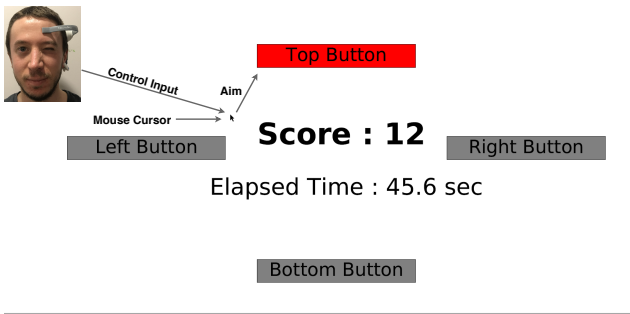 Top Button
Control Input
Aim
Mouse Cursor
Score : 12
Left Button
Right Button
Elapsed Time : 45.6 sec
Bottom Button